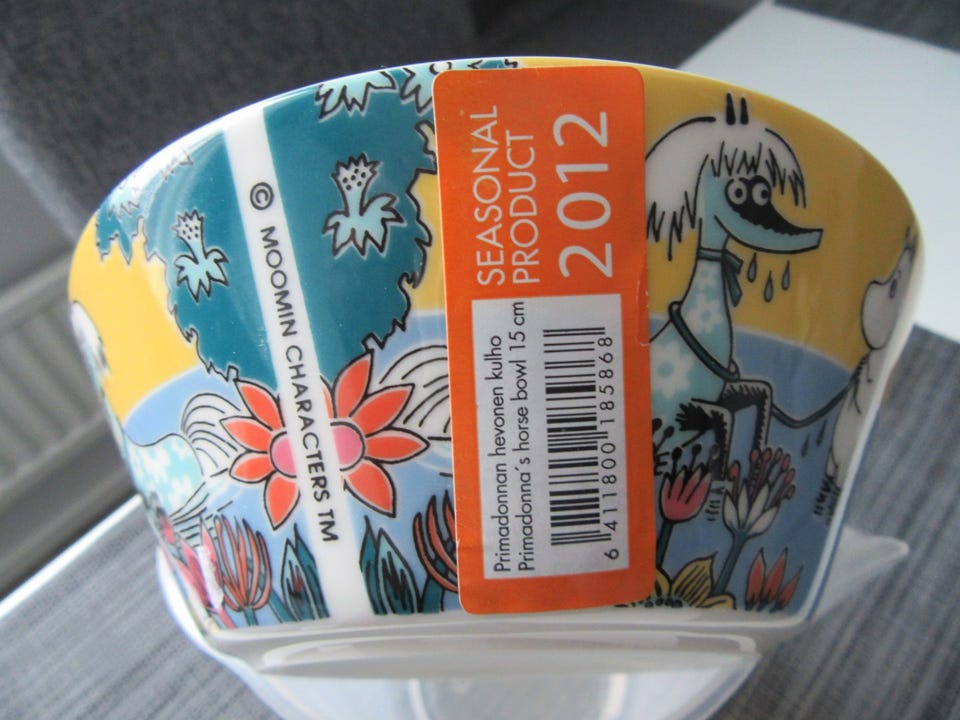 © MOOMIN CHARACTERS TM
SEASONAL
PRODUCT
2012
Primadonnan hevonen kulho
Primadonna´s horse bowl 15 cm
6 411800 185868